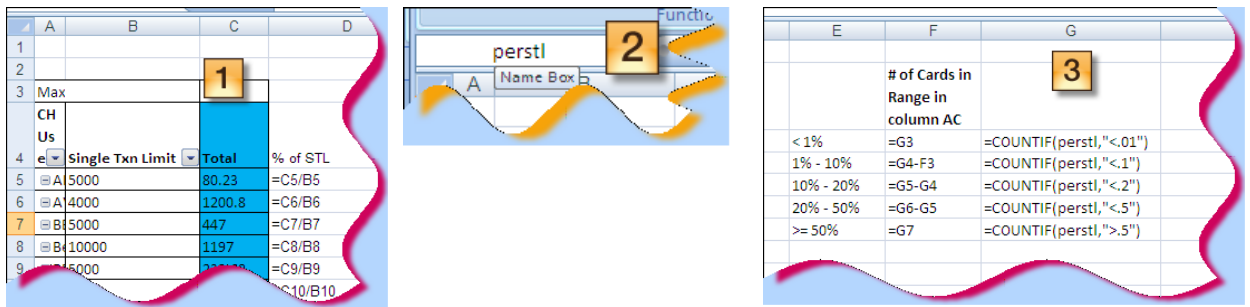 1
A B C D
1
2
3 Max
CH
Us
4 e Single Txn Limit Total % of STL
5 5000 80.23 =C5/B5
6 4000 1200.8 =C6/B6
7 5000 447 =C7/B7
8 10000 1197 =C8/B8
9 5000 =C9/B9
=C10/B10
Functio
perstl
2
Name Box
A B
E F G
3
# of Cards in
Range in
column AC
< 1% =G3 =COUNTIF(perstl,"<.01")
1% - 10% =G4-F3 =COUNTIF(perstl,"<.1")
10% - 20% =G5-G4 =COUNTIF(perstl,"<.2")
20% - 50% =G6-G5 =COUNTIF(perstl,"<.5")
>= 50% =G7 =COUNTIF(perstl,">.5")